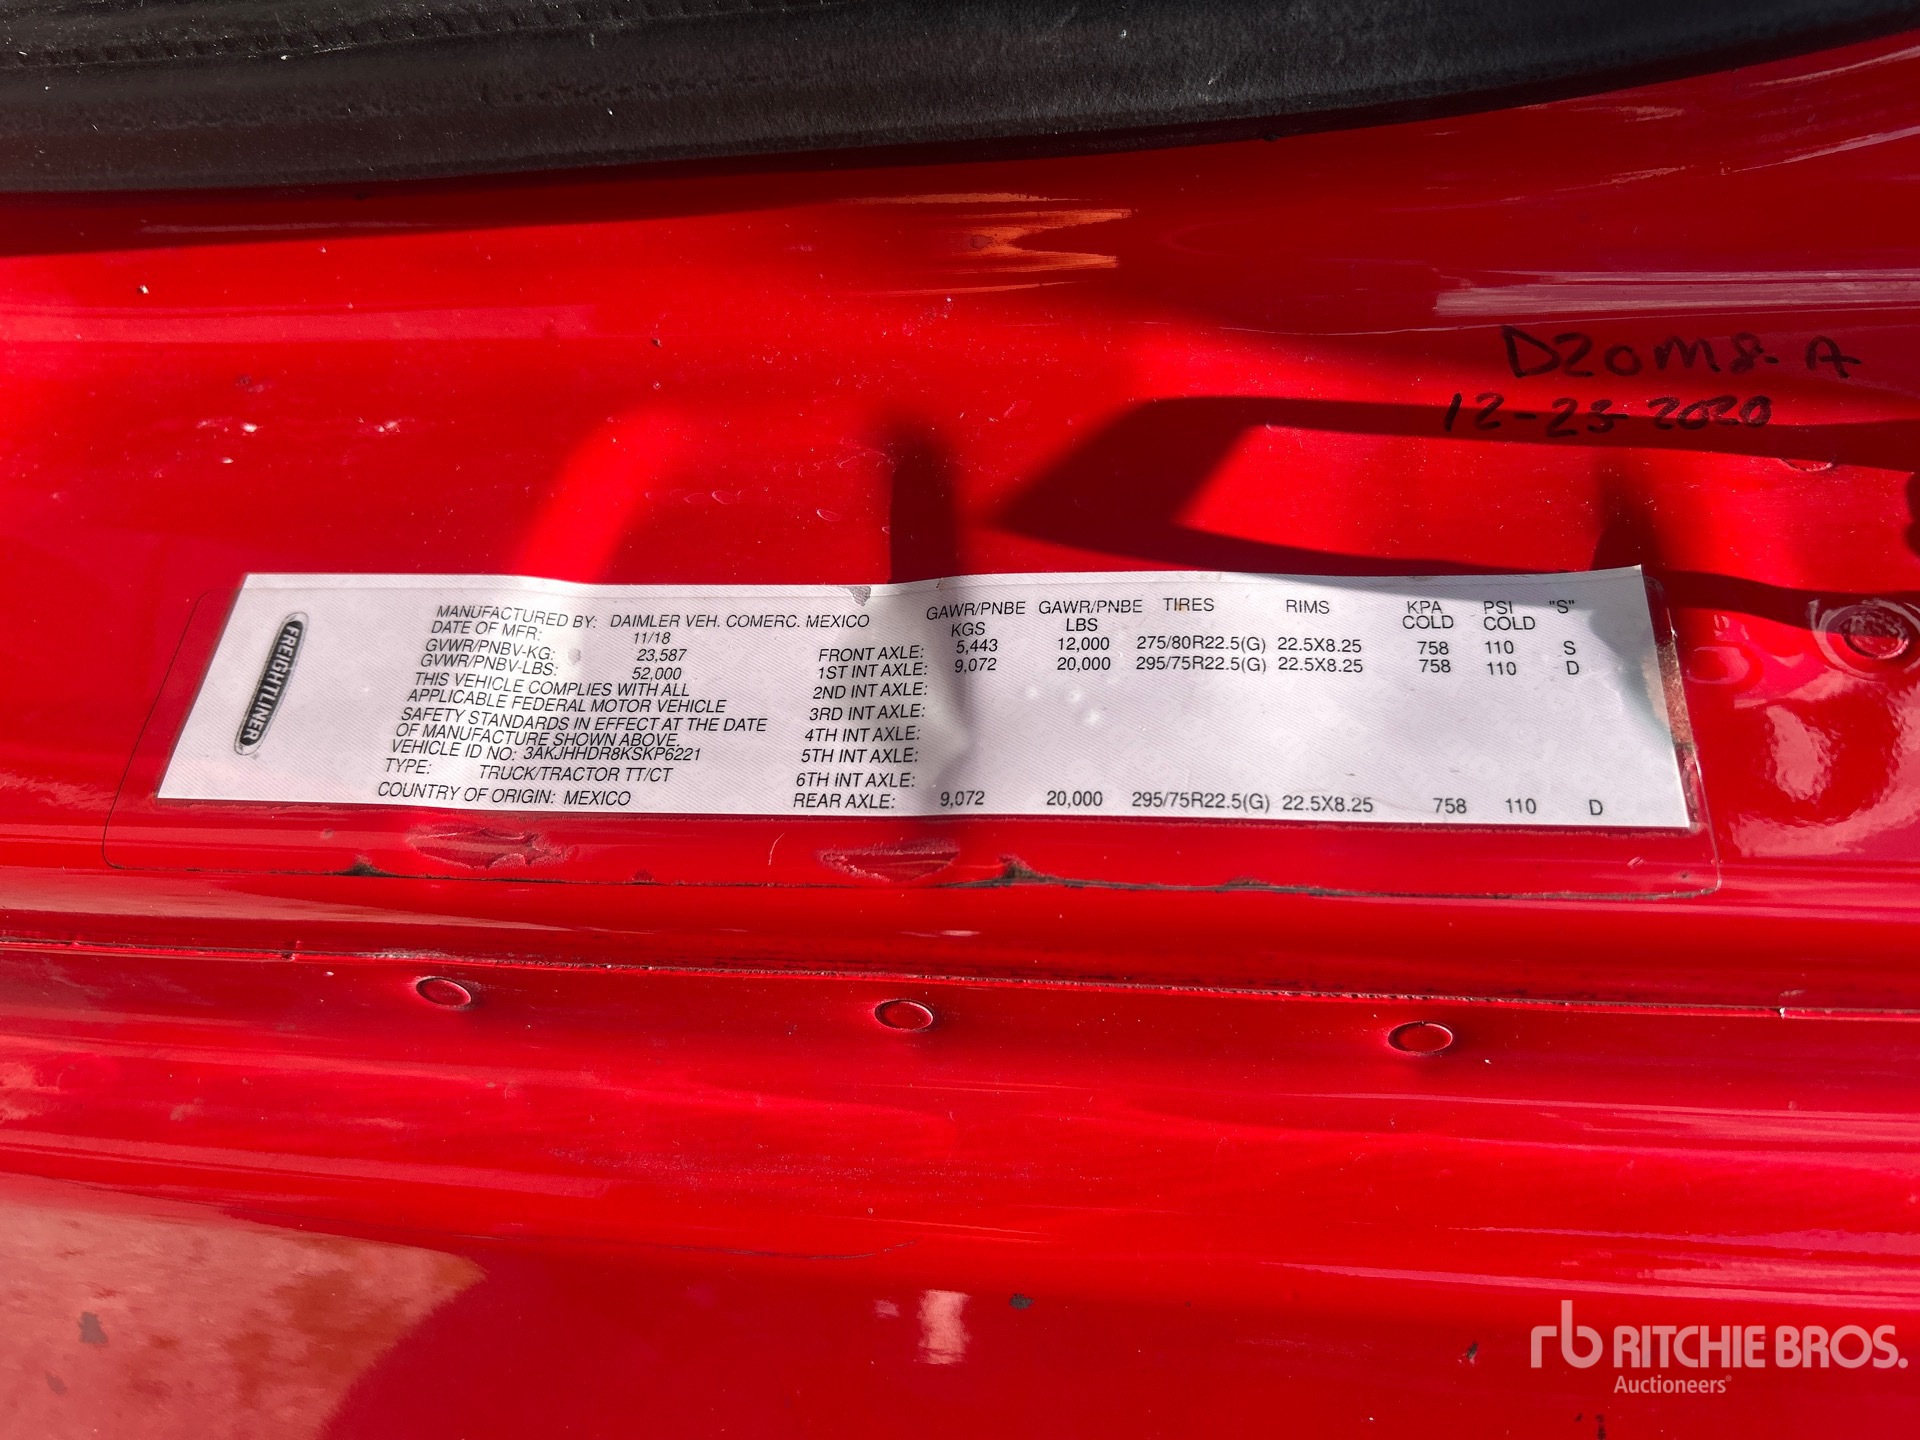 D20M8-A
12-23-2020
FREIGHTLINER
MANUFACTURED BY: DAIMLER VEH. COMERC. MEXICO
DATE OF MFR: 11/18
GVWR/PNBV-KG: 23,587
GVWR/PNBV-LBS: 52,000
THIS VEHICLE COMPLIES WITH ALL
APPLICABLE FEDERAL MOTOR VEHICLE
SAFETY STANDARDS IN EFFECT AT THE DATE
OF MANUFACTURE SHOWN ABOVE.
VEHICLE ID NO: 3AKJHHDR8KSKP6221
TYPE: TRUCK/TRACTOR TT/CT
COUNTRY OF ORIGIN: MEXICO
GAWR/PNBE KGS GAWR/PNBE LBS TIRES RIMS KPA COLD PSI COLD "S"
FRONT AXLE: 5,443 12,000 275/80R22.5(G) 22.5X8.25 758 110 S
1ST INT AXLE: 9,072 20,000 295/75R22.5(G) 22.5X8.25 758 110 D
2ND INT AXLE:
3RD INT AXLE:
4TH INT AXLE:
5TH INT AXLE:
6TH INT AXLE:
REAR AXLE: 9,072 20,000 295/75R22.5(G) 22.5X8.25 758 110 D
rb RITCHIE BROS.
Auctioneers